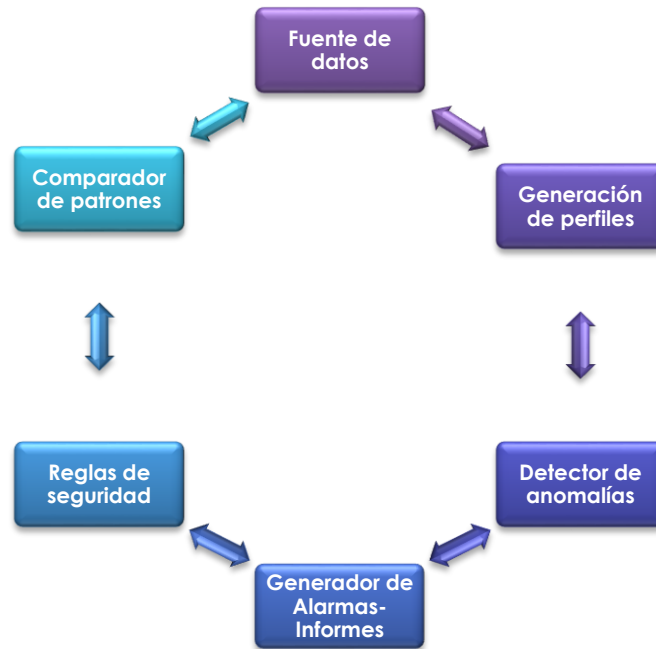 Fuente de
datos
Generación
de perfiles
Detector de
anomalías
Generador de
Alarmas-
Informes
Reglas de
seguridad
Comparador
de patrones